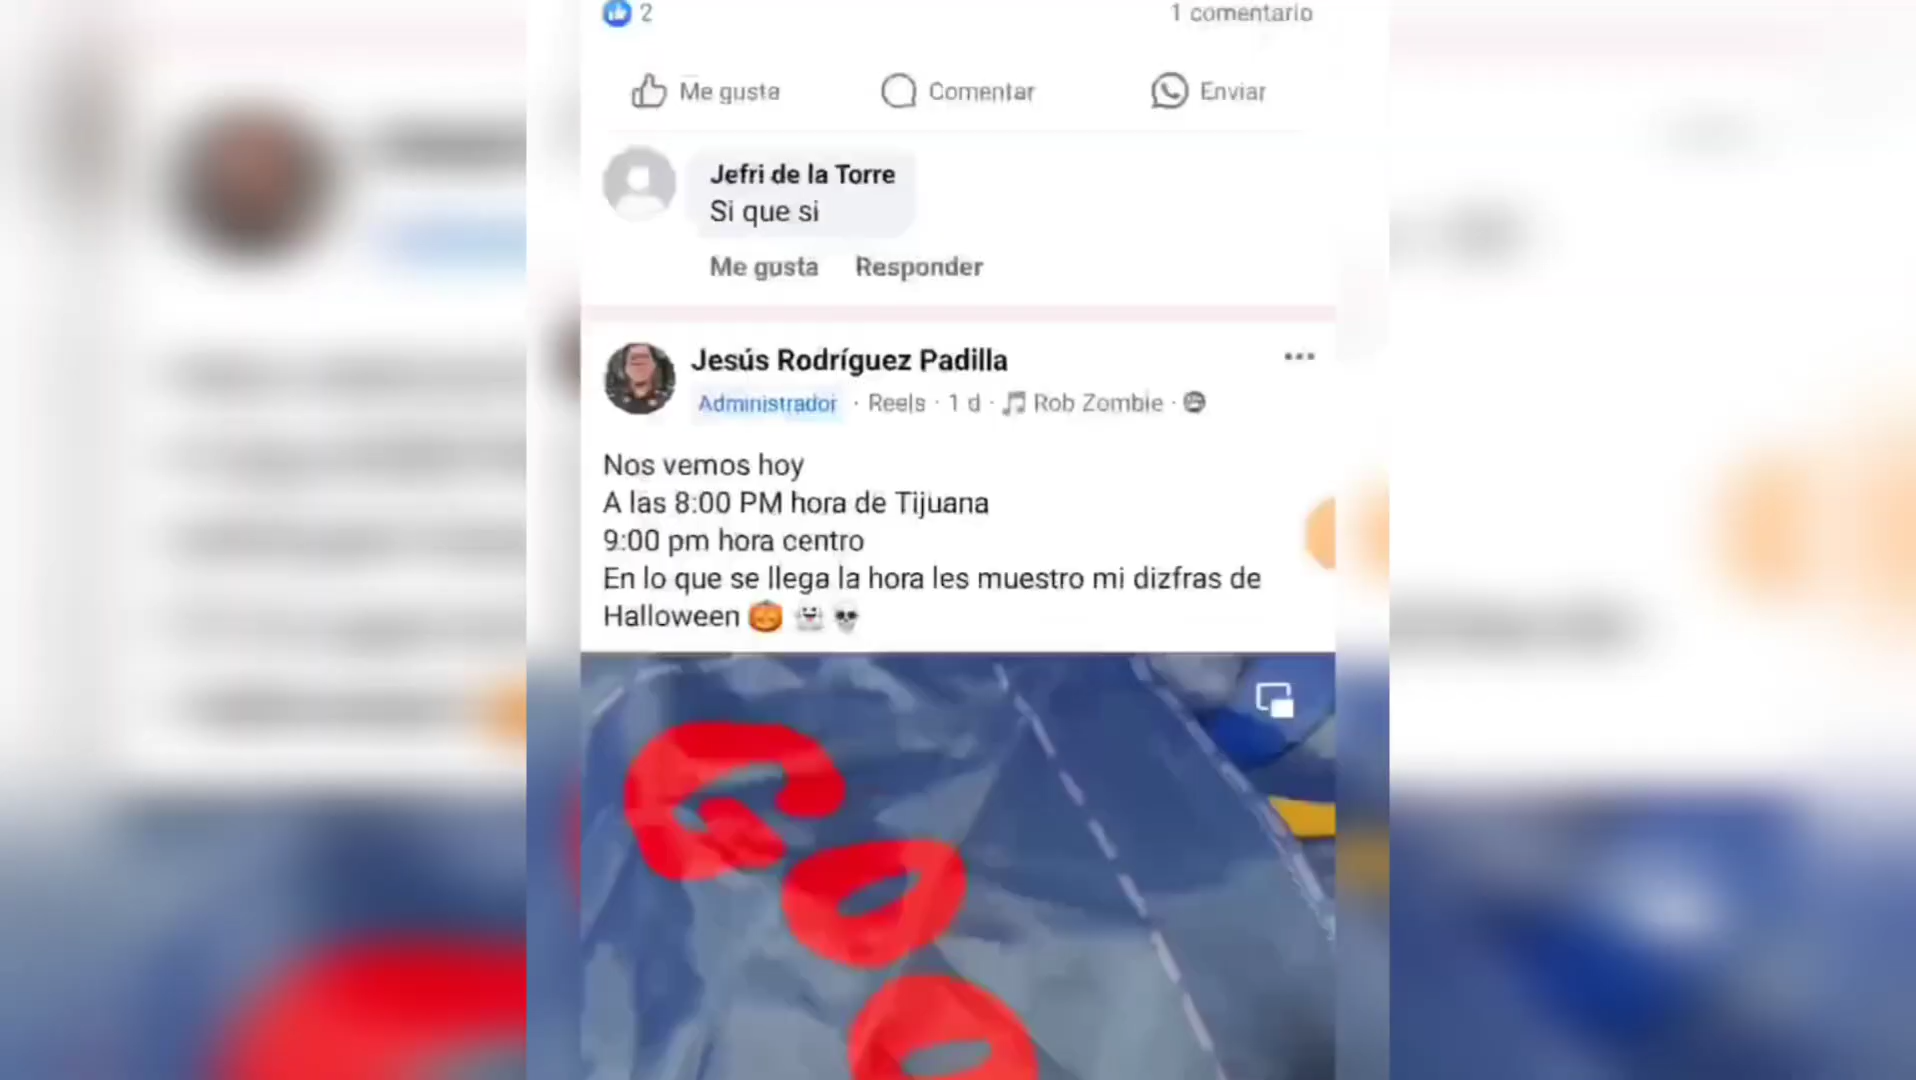 2
1 comentario
Me gusta
Comentar
Enviar
Jefri de la Torre
Si que si
Me gusta Responder
Jesús Rodríguez Padilla
Administrador · Reels · 1 d · Rob Zombie ·
Nos vemos hoy
A las 8:00 PM hora de Tijuana
9:00 pm hora centro
En lo que se llega la hora les muestro mi dizfras de
Halloween 🎃 👻 💀
GOO